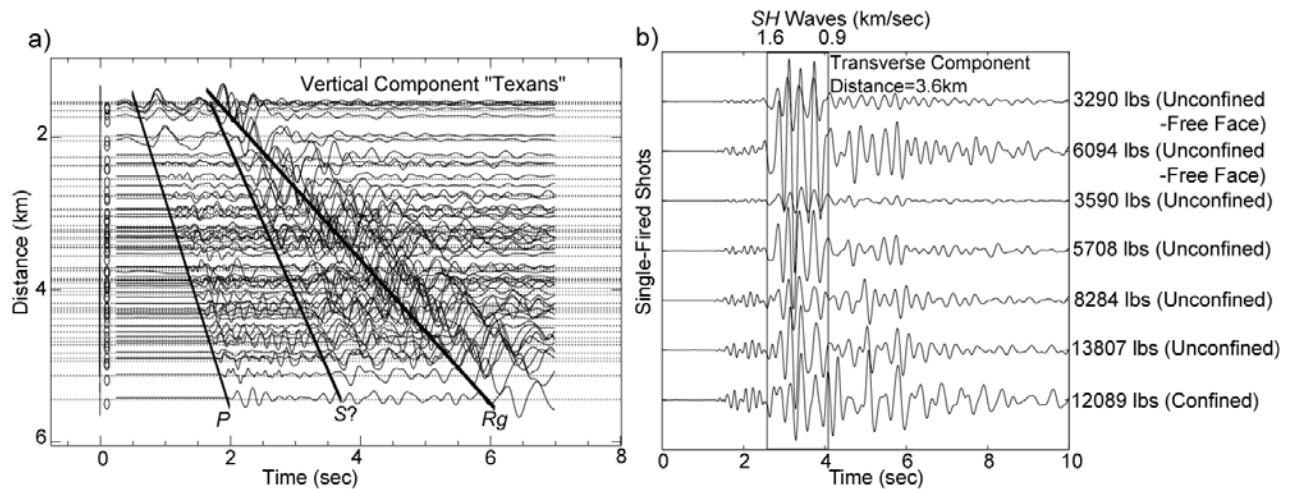 a)
Vertical Component "Texans"
Distance (km)
2
4
6
P
S?
Rg
0
2
4
6
8
Time (sec)
b)
SH Waves (km/sec)
1.6
0.9
Transverse Component
Distance=3.6km
Single-Fired Shots
3290 lbs (Unconfined
-Free Face)
6094 lbs (Unconfined
-Free Face)
3590 lbs (Unconfined)
5708 lbs (Unconfined)
8284 lbs (Unconfined)
13807 lbs (Unconfined)
12089 lbs (Confined)
0
2
4
6
8
10
Time (sec)